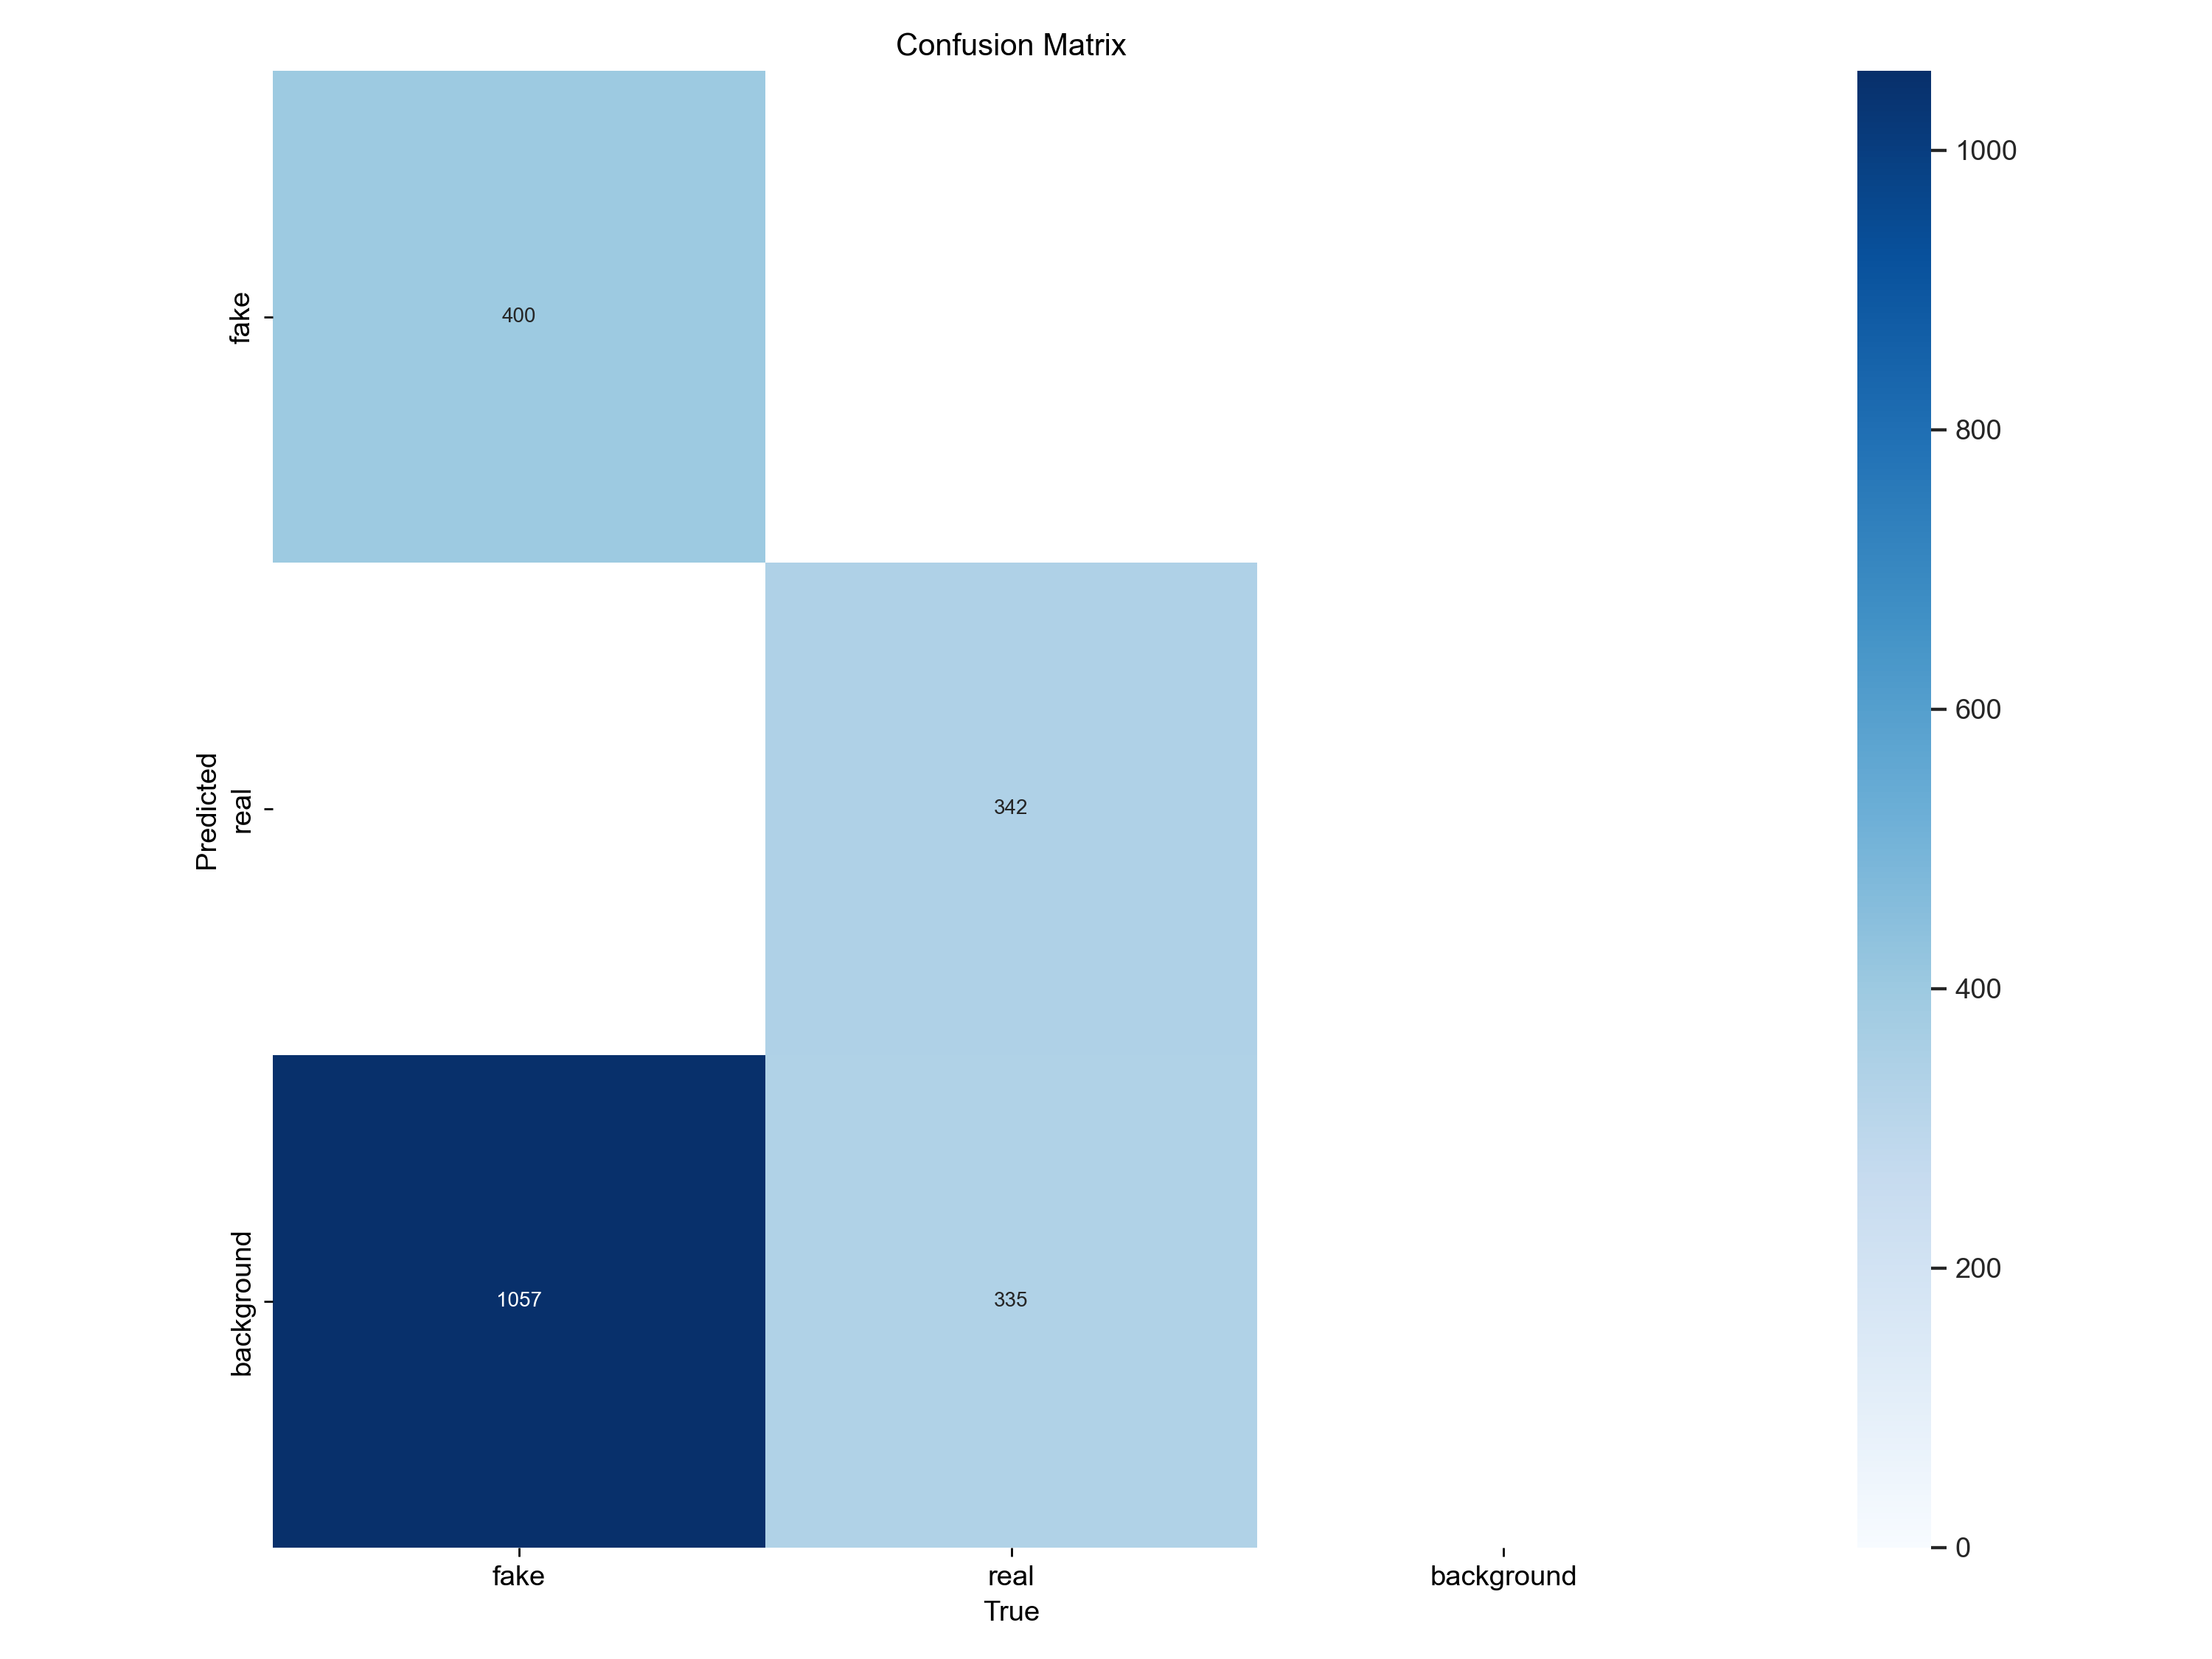 Confusion Matrix
Predicted
fake
400
real
342
background
1057
335
fake
real
background
True
1000
800
600
400
200
0